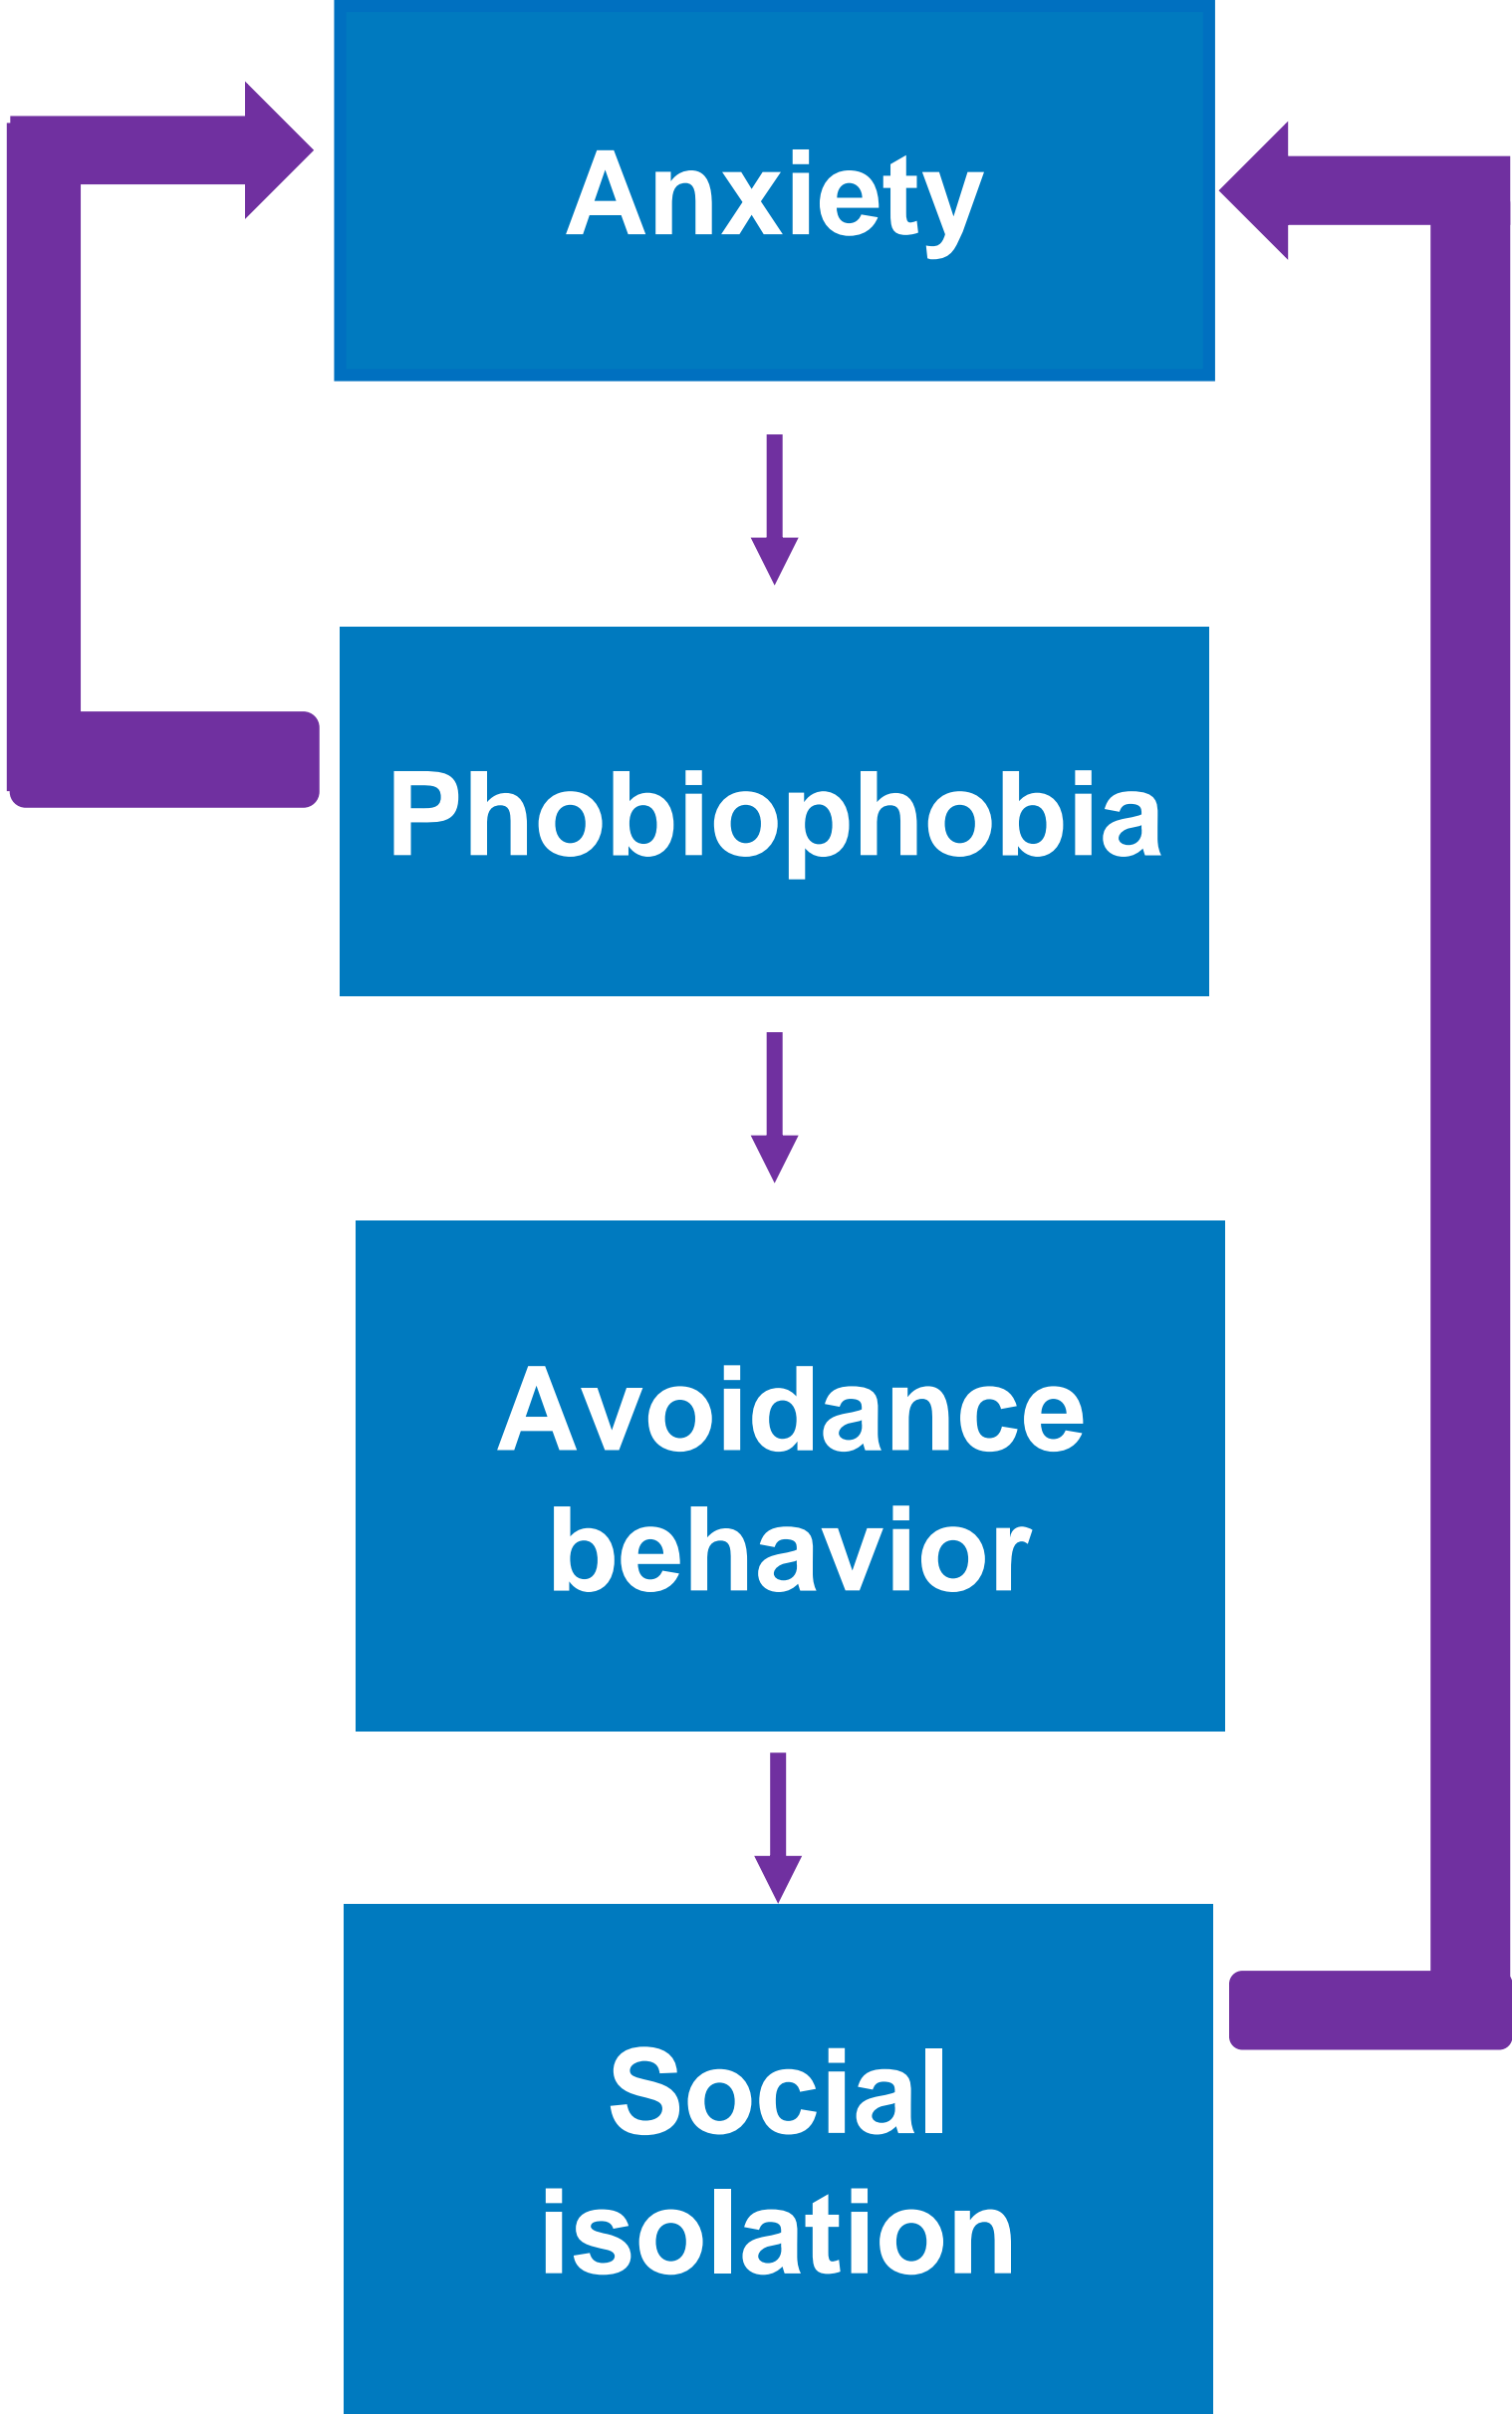 Anxiety
Phobiophobia
Avoidance
behavior
Social
isolation